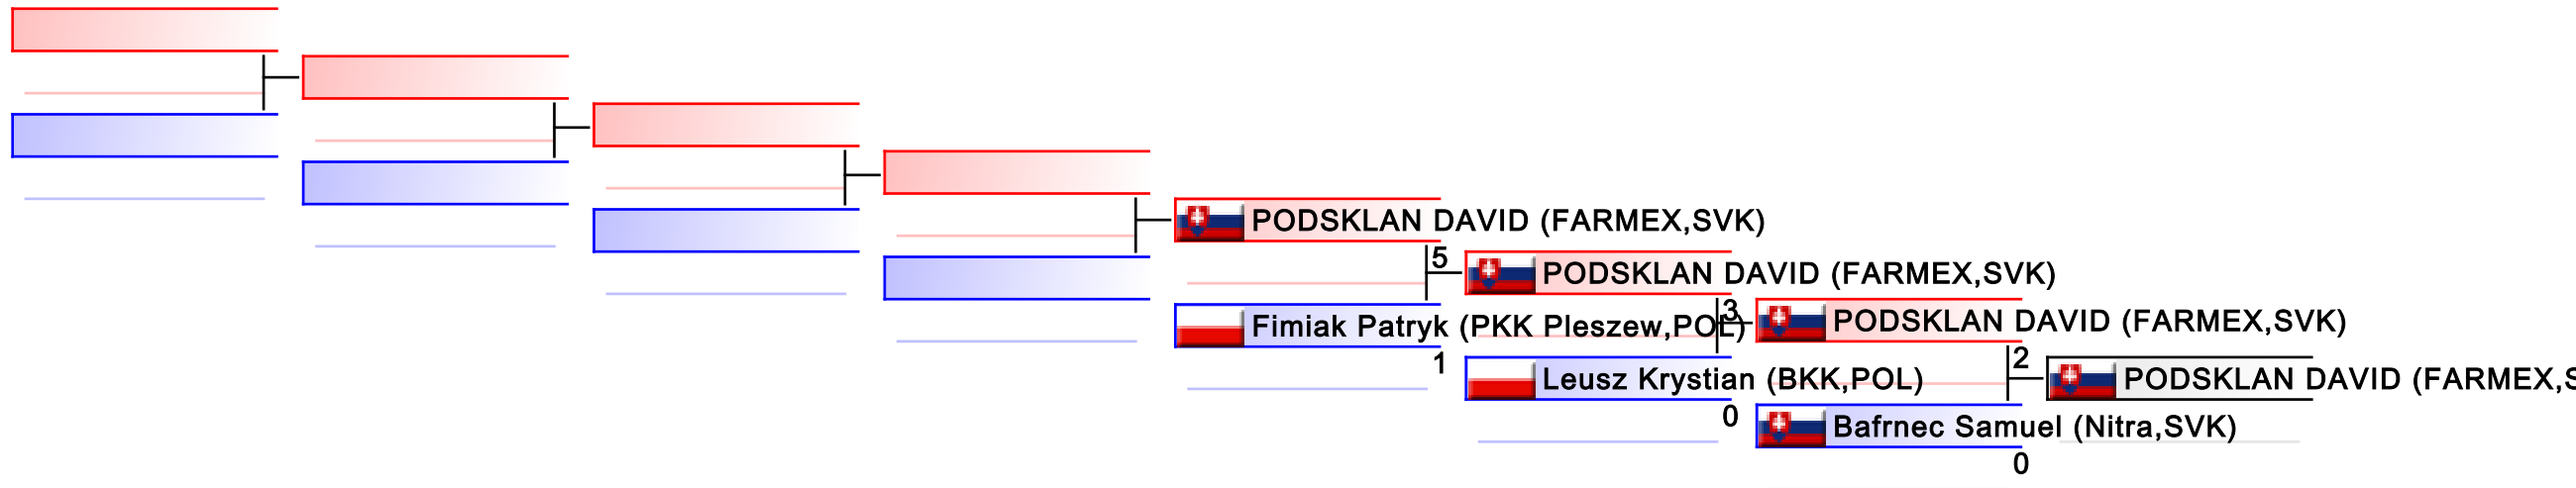 PODSKLAN DAVID (FARMEX,SVK)
5
PODSKLAN DAVID (FARMEX,SVK)
Fimiak Patryk (PKK Pleszew,POL)
3
PODSKLAN DAVID (FARMEX,SVK)
1
Leusz Krystian (BKK,POL)
2
PODSKLAN DAVID (FARMEX,S
0
Bafrnec Samuel (Nitra,SVK)
0